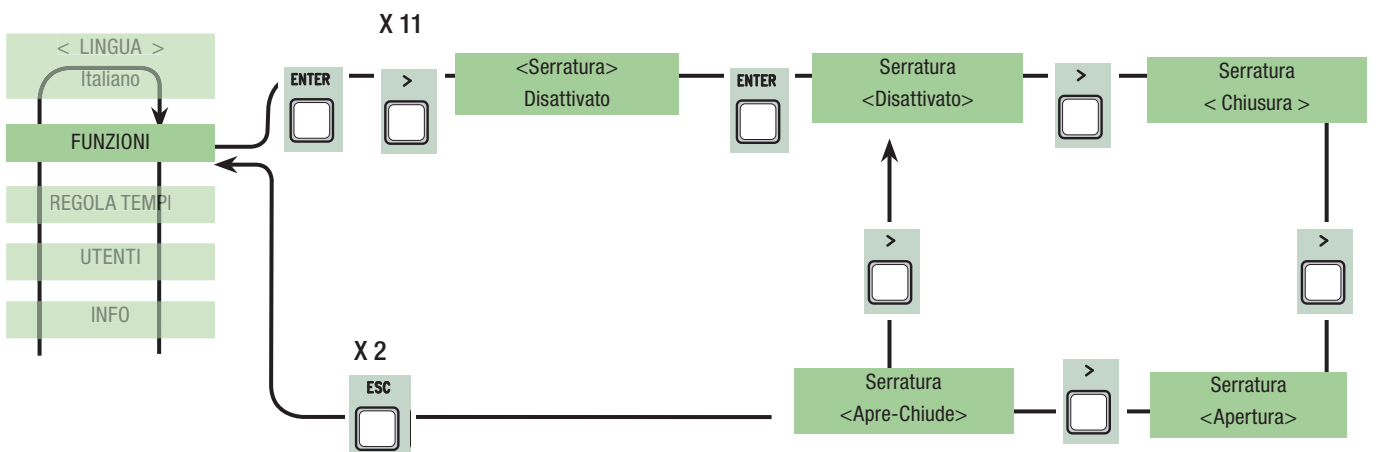 X 11
< LINGUA >
Italiano
FUNZIONI
REGOLA TEMPI
UTENTI
INFO
ENTER
>
<Serratura>
Disattivato
ENTER
Serratura
<Disattivato>
>
Serratura
< Chiusura >
>
>
X 2
ESC
Serratura
<Apre-Chiude>
>
Serratura
<Apertura>